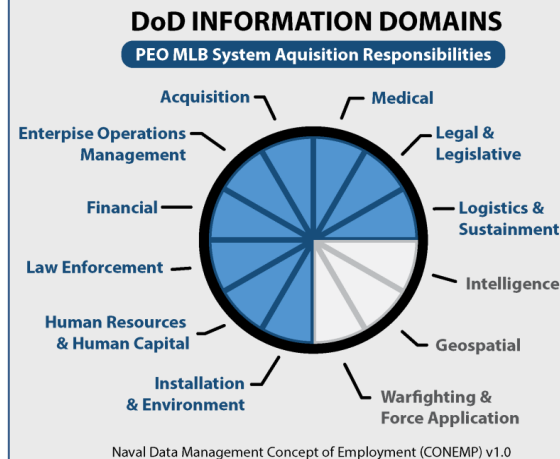 DoD INFORMATION DOMAINS
PEO MLB System Aquisition Responsibilities
Acquisition
Medical
Enterpise Operations
Management
Legal &
Legislative
Financial
Logistics &
Sustainment
Law Enforcement
Intelligence
Human Resources
& Human Capital
Geospatial
Installation
& Environment
Warfighting &
Force Application
Naval Data Management Concept of Employment (CONEMP) v1.0